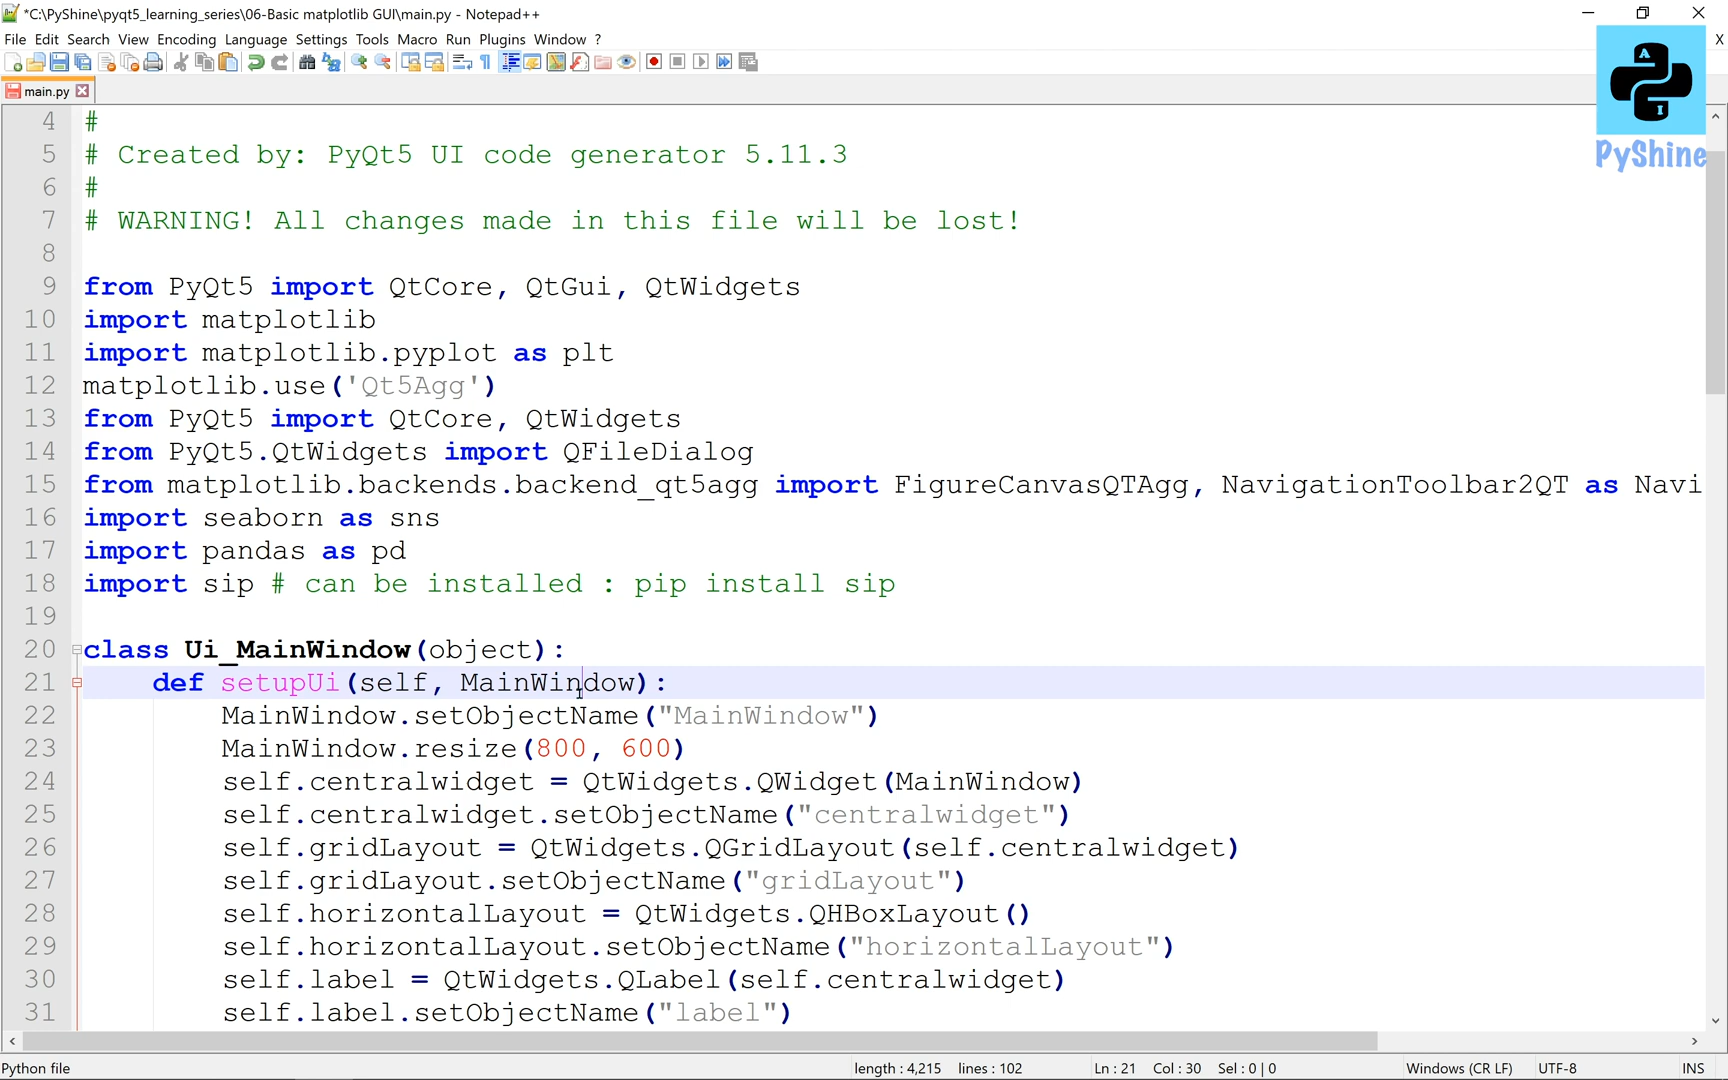 *C:\PyShine\pyqt5_learning_series\06-Basic matplotlib GUI\main.py - Notepad++
File Edit Search View Encoding Language Settings Tools Macro Run Plugins Window ?
X
main.py
A
I
PyShine
4 #
5 # Created by: PyQt5 UI code generator 5.11.3
6 #
7 # WARNING! All changes made in this file will be lost!
8
9 from PyQt5 import QtCore, QtGui, QtWidgets
10 import matplotlib
11 import matplotlib.pyplot as plt
12 matplotlib.use('Qt5Agg')
13 from PyQt5 import QtCore, QtWidgets
14 from PyQt5.QtWidgets import QFileDialog
15 from matplotlib.backends.backend_qt5agg import FigureCanvasQTAgg, NavigationToolbar2QT as Navi
16 import seaborn as sns
17 import pandas as pd
18 import sip # can be installed : pip install sip
19
20 class Ui_MainWindow(object):
21 def setupUi(self, MainWindow):
22 MainWindow.setObjectName("MainWindow")
23 MainWindow.resize(800, 600)
24 self.centralwidget = QtWidgets.QWidget(MainWindow)
25 self.centralwidget.setObjectName("centralwidget")
26 self.gridLayout = QtWidgets.QGridLayout(self.centralwidget)
27 self.gridLayout.setObjectName("gridLayout")
28 self.horizontalLayout = QtWidgets.QHBoxLayout()
29 self.horizontalLayout.setObjectName("horizontalLayout")
30 self.label = QtWidgets.QLabel(self.centralwidget)
31 self.label.setObjectName("label")
Python file length : 4,215 lines : 102 Ln : 21 Col : 30 Sel : 0 | 0 Windows (CR LF) UTF-8 INS